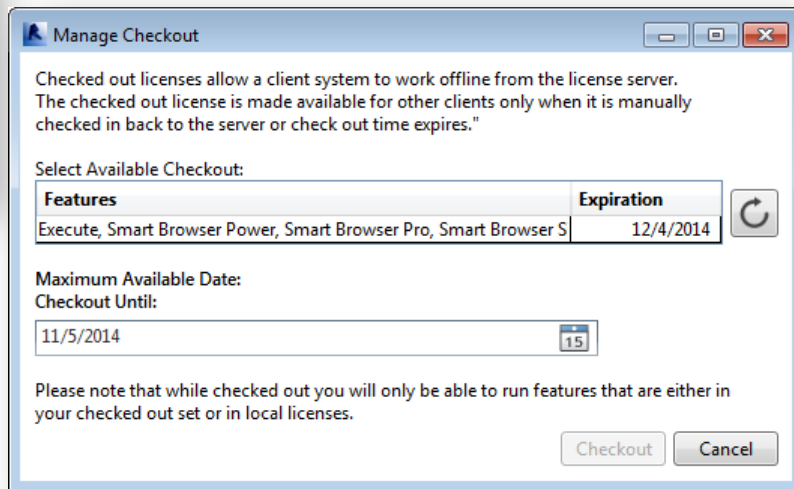 Manage Checkout
Checked out licenses allow a client system to work offline from the license server.
The checked out license is made available for other clients only when it is manually
checked in back to the server or check out time expires."
Select Available Checkout:
Features Expiration
Execute, Smart Browser Power, Smart Browser Pro, Smart Browser S 12/4/2014
Maximum Available Date:
Checkout Until:
11/5/2014 15
Please note that while checked out you will only be able to run features that are either in
your checked out set or in local licenses.
Checkout Cancel